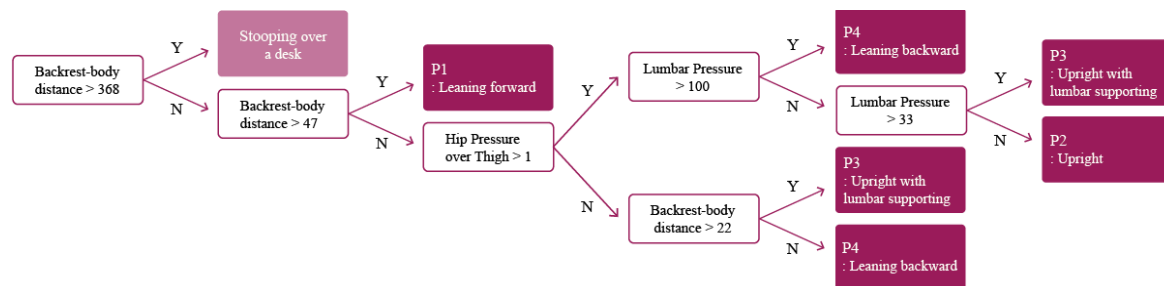 Backrest-body
distance > 368
Y
N
Stooping over
a desk
Backrest-body
distance > 47
Y
N
P1
: Leaning forward
Hip Pressure
over Thigh > 1
Y
N
Lumbar Pressure
> 100
Y
N
P4
: Leaning backward
Lumbar Pressure
> 33
Y
N
P3
: Upright with
lumbar supporting
P2
: Upright
Backrest-body
distance > 22
Y
N
P3
: Upright with
lumbar supporting
P4
: Leaning backward